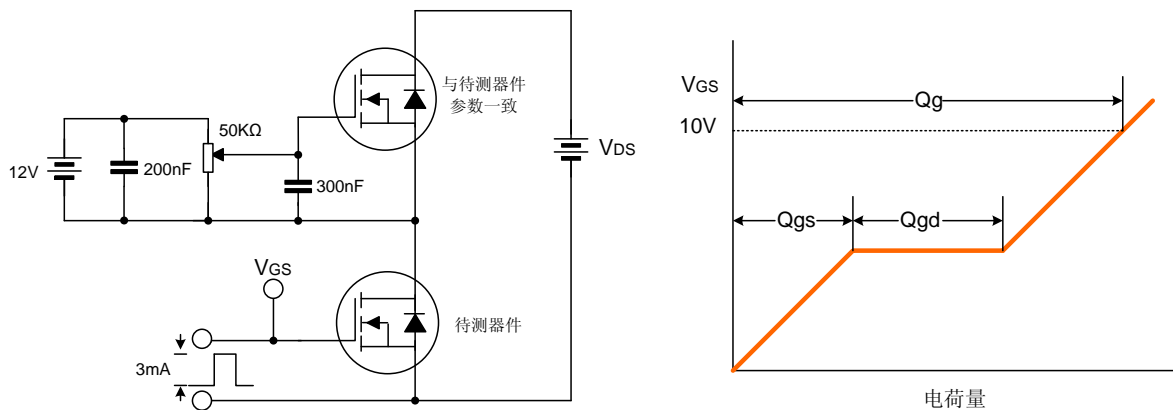 与待测器件
参数一致
50KΩ
12V
200nF
300nF
VDS
VGS
待测器件
3mA
VGS
Qg
10V
Qgs
Qgd
电荷量